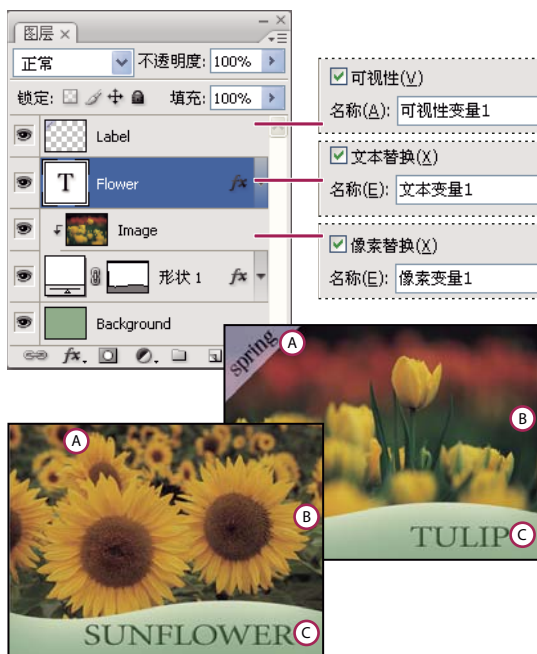 图层 ×
正常 不透明度: 100%
锁定: 填充: 100%
Label
T Flower fx
Image
形状 1 fx
Background
fx.
可视性(V)
名称(A): 可视性变量1
文本替换(X)
名称(E): 文本变量1
像素替换(X)
名称(E): 像素变量1
spring
A
B
TULIP
C
A
B
SUNFLOWER
C